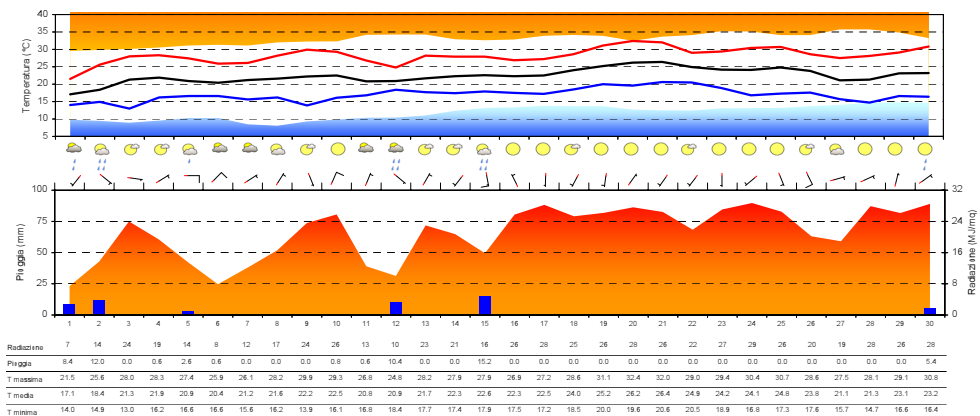 Temperatura (°C)
40
35
30
25
20
15
10
5
Pioggia (mm)
100
75
50
25
0
32
24
16
8
0
Radiazione (MJ/mq)
1 2 3 4 5 6 7 8 9 10 11 12 13 14 15 16 17 18 19 20 21 22 23 24 25 26 27 28 29 30
Radiazione 7 14 24 19 14 8 12 17 24 26 13 10 23 21 16 26 28 25 26 28 26 22 27 29 26 20 19 28 26 28
Pioggia 8.4 12.0 0.0 0.6 2.6 0.6 0.0 0.0 0.0 0.8 0.6 10.4 0.0 0.0 15.2 0.0 0.0 0.0 0.0 0.0 0.0 0.0 0.0 0.0 0.0 0.0 0.0 0.0 0.0 5.4
T massima 21.5 25.6 28.0 28.3 27.4 25.9 26.1 28.2 29.9 29.3 26.8 24.8 28.2 27.9 27.9 26.9 27.2 28.6 31.1 32.4 32.0 29.0 29.4 30.4 30.7 28.6 27.5 28.1 29.1 30.8
T media 17.1 18.4 21.3 21.9 20.9 20.4 21.2 21.6 22.2 22.5 20.8 20.9 21.7 22.3 22.6 22.3 22.5 24.0 25.2 26.2 26.4 24.9 24.2 24.1 24.8 23.8 21.1 21.3 23.1 23.2
T minima 14.0 14.9 13.0 16.2 16.6 16.6 15.6 16.2 13.9 16.1 16.8 18.4 17.7 17.4 17.9 17.5 17.2 18.5 20.0 19.6 20.6 20.5 18.9 16.8 17.3 17.6 15.7 14.7 16.6 16.4